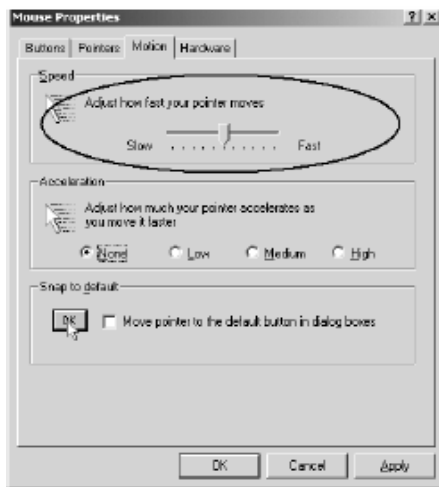 Mouse Properties
Buttons Pointers Motion Hardware
Speed
Adjust how fast your pointer moves
Slow Fast
Acceleration
Adjust how much your pointer accelerates as
you move it faster
None Low Medium High
Snap to default
OK Move pointer to the default button in dialog boxes
OK Cancel Apply